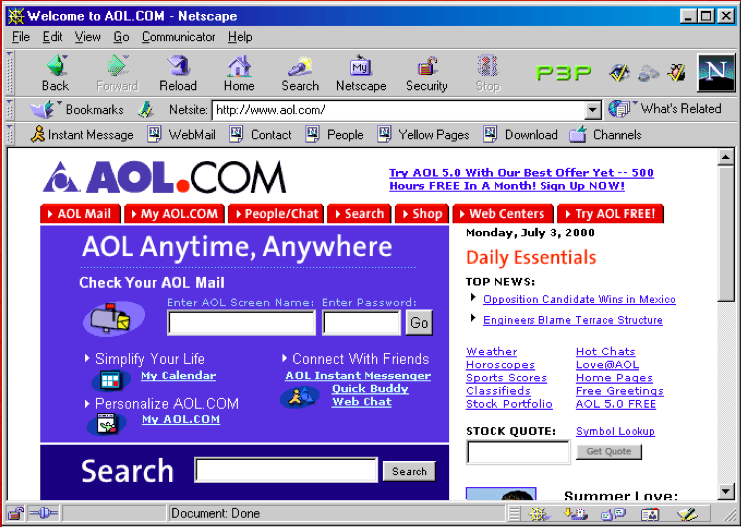 Welcome to AOL.COM - Netscape
File Edit View Go Communicator Help
Back Forward Reload Home Search Netscape Security Stop P3P N
My
Bookmarks Netsite: http://www.aol.com/ What's Related
Instant Message WebMail Contact People Yellow Pages Download Channels
AOL.COM
Try AOL 5.0 With Our Best Offer Yet -- 500
Hours FREE In A Month! Sign Up NOW!
AOL Mail My AOL.COM People/Chat Search Shop Web Centers Try AOL FREE!
AOL Anytime, Anywhere
Check Your AOL Mail
Enter AOL Screen Name: Enter Password:
Go
Simplify Your Life
My Calendar
Personalize AOL.COM
My AOL.COM
Connect With Friends
AOL Instant Messenger
Quick Buddy
Web Chat
Search Search
Monday, July 3, 2000
Daily Essentials
TOP NEWS:
Opposition Candidate Wins in Mexico
Engineers Blame Terrace Structure
Weather Hot Chats
Horoscopes Love@AOL
Sports Scores Home Pages
Classifieds Free Greetings
Stock Portfolio AOL 5.0 FREE
STOCK QUOTE: Symbol Lookup
Get Quote
Summer Love:
Document: Done